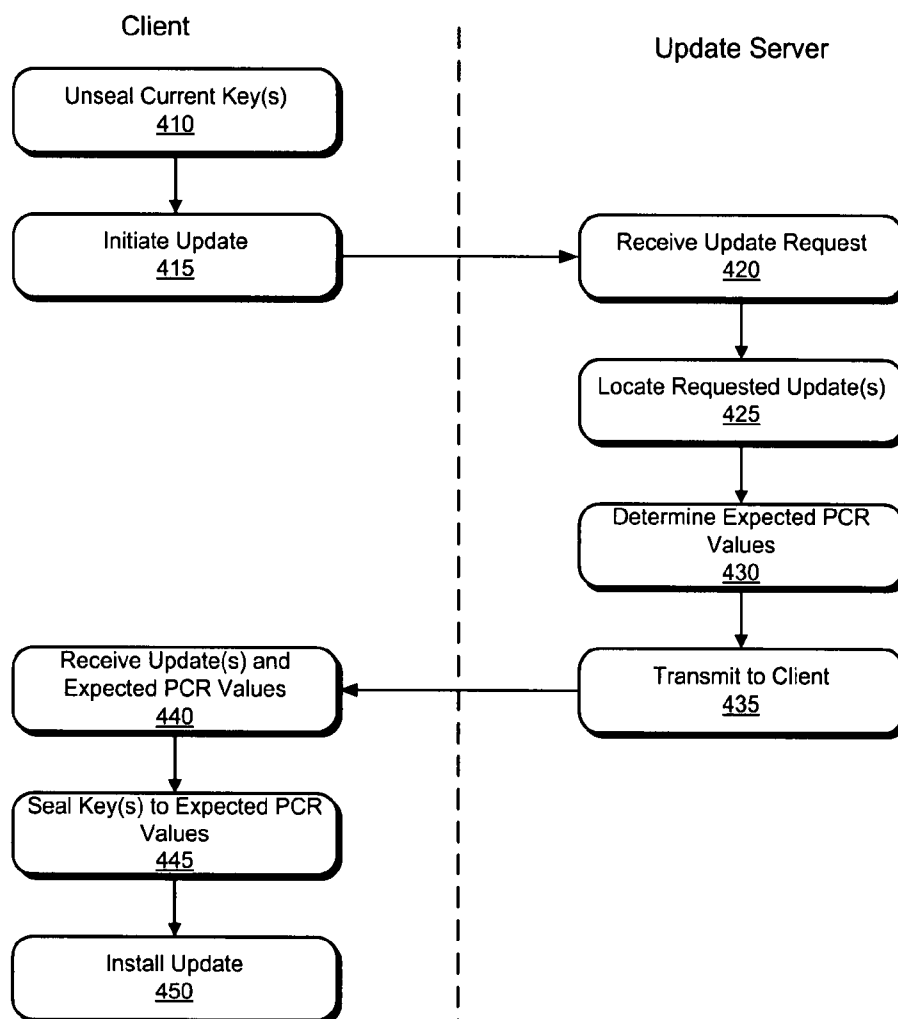 Client
Update Server
Unseal Current Key(s)
410
Initiate Update
415
Receive Update Request
420
Locate Requested Update(s)
425
Determine Expected PCR
Values
430
Transmit to Client
435
Receive Update(s) and
Expected PCR Values
440
Seal Key(s) to Expected PCR
Values
445
Install Update
450